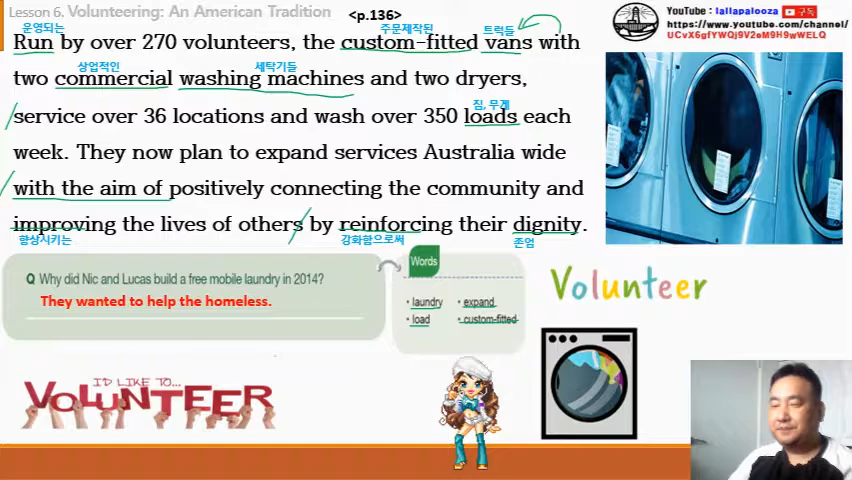 Lesson 6. Volunteering: An American Tradition
<p.136>
YouTube : lallapalooza 구독
https://www.youtube.com/channel/
UCvX6gfYWQj9V2eM9H9wWELQ
운영되는 주문제작된 트럭들
Run by over 270 volunteers, the custom-fitted vans with
상업적인 세탁기들
two commercial washing machines and two dryers,
짐, 무게
service over 36 locations and wash over 350 loads each
week. They now plan to expand services Australia wide
with the aim of positively connecting the community and
improving the lives of others by reinforcing their dignity.
향상시키는 강화함으로써 존엄
Q Why did Nic and Lucas build a free mobile laundry in 2014?
They wanted to help the homeless.
Words
• laundry • expand
• load • custom-fitted
Volunteer
I'D LIKE TO...
VOLUNTEER